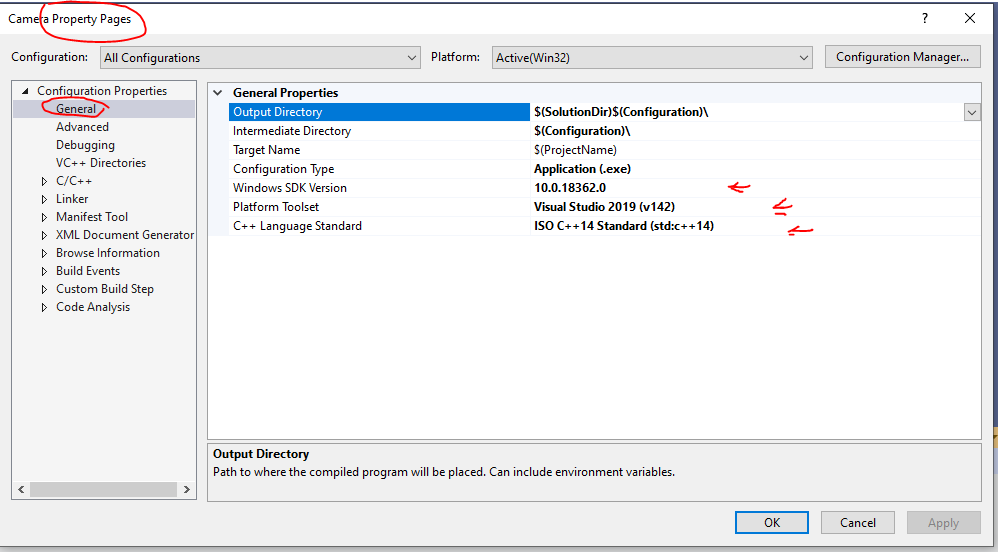 Camera Property Pages
? X
Configuration: All Configurations Platform: Active(Win32) Configuration Manager...
Configuration Properties
General
Advanced
Debugging
VC++ Directories
C/C++
Linker
Manifest Tool
XML Document Generator
Browse Information
Build Events
Custom Build Step
Code Analysis
General Properties
Output Directory $(SolutionDir)$(Configuration)\
Intermediate Directory $(Configuration)\
Target Name $(ProjectName)
Configuration Type Application (.exe)
Windows SDK Version 10.0.18362.0
Platform Toolset Visual Studio 2019 (v142)
C++ Language Standard ISO C++14 Standard (std:c++14)
Output Directory
Path to where the compiled program will be placed. Can include environment variables.
OK Cancel Apply